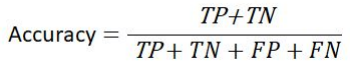 Accuracy = TP+TN / TP+ TN + FP + FN